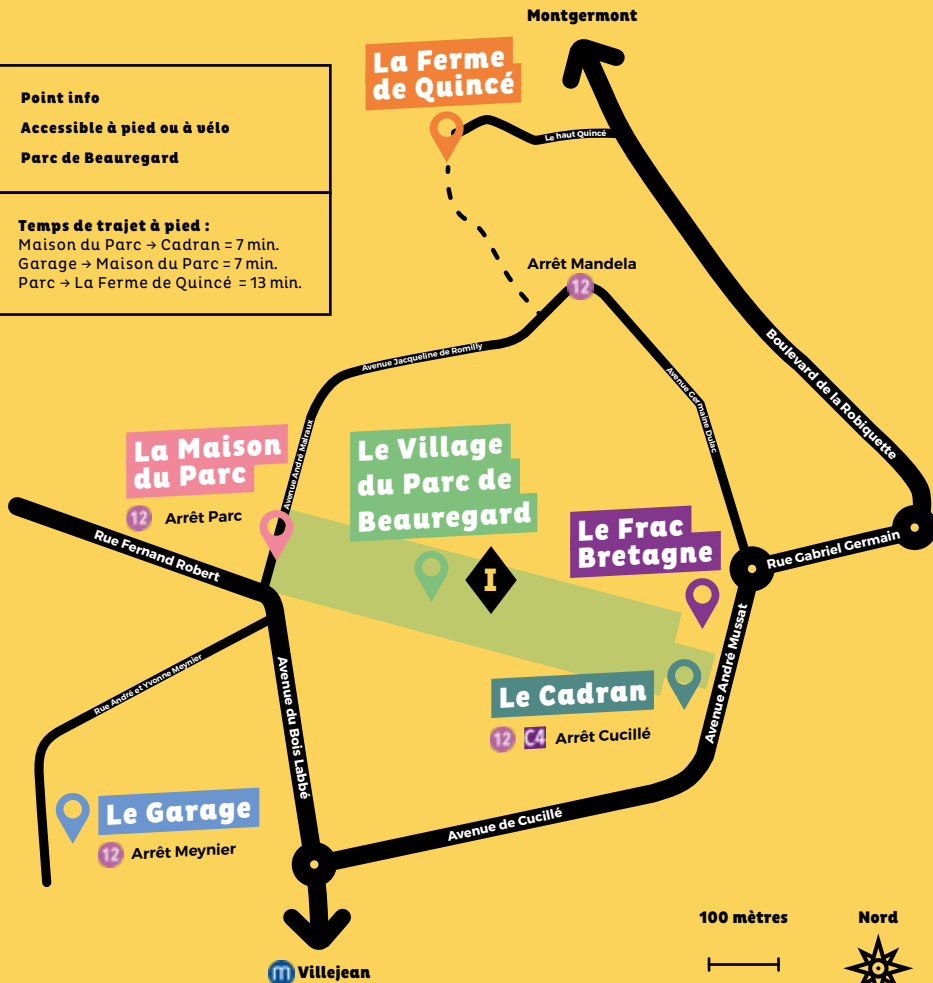 Montgermont
La Ferme
de Quincé
Le haut Quincé
Point info
Accessible à pied ou à vélo
Parc de Beauregard
Temps de trajet à pied :
Maison du Parc → Cadran = 7 min.
Garage → Maison du Parc = 7 min.
Parc → La Ferme de Quincé = 13 min.
Arrêt Mandela
12
Avenue Jacqueline de Romilly
Boulevard de la Robiquette
Avenue Germaine Dulac
Avenue André Malraux
La Maison
du Parc
12 Arrêt Parc
Le Village
du Parc de
Beauregard
I
Le Frac
Bretagne
Rue Fernand Robert
Rue Gabriel Germain
Rue André et Yvonne Meynier
Avenue du Bois Labbé
Avenue André Mussat
Le Cadran
12 C4 Arrêt Cucillé
Le Garage
12 Arrêt Meynier
Avenue de Cucillé
100 mètres
Nord
m Villejean